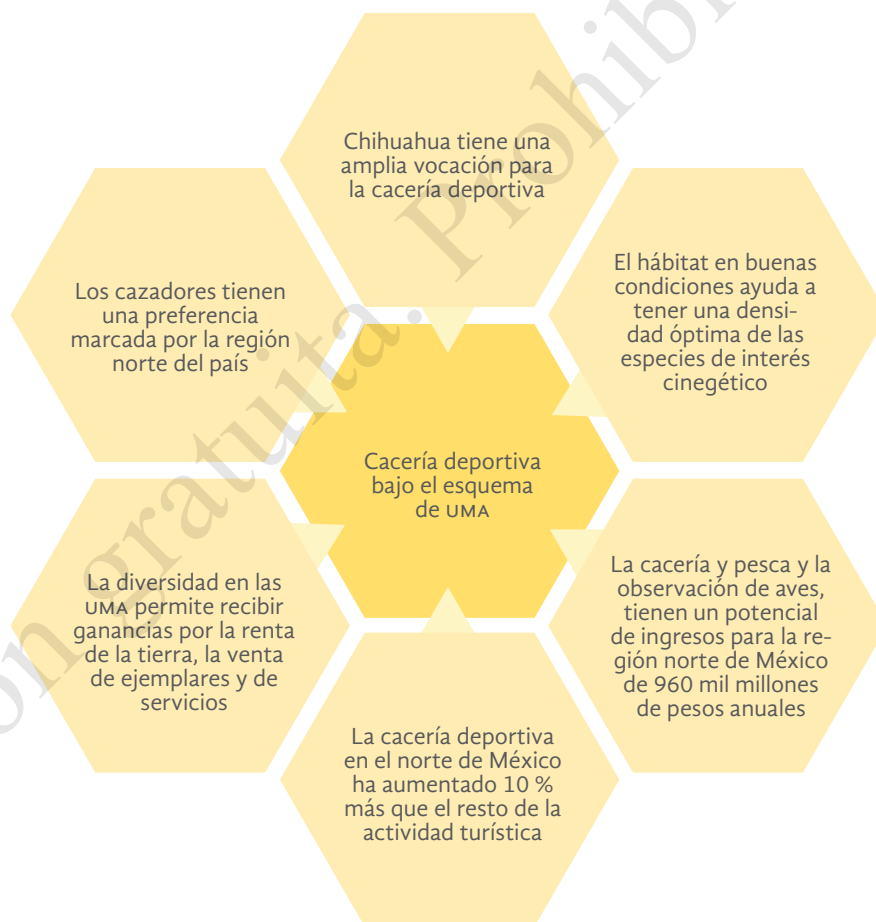 Chihuahua tiene una
amplia vocación para
la cacería deportiva
Los cazadores tienen
una preferencia
marcada por la región
norte del país
El hábitat en buenas
condiciones ayuda a
tener una densi-
dad óptima de las
especies de interés
cinegético
Cacería deportiva
bajo el esquema
de UMA
La diversidad en las
UMA permite recibir
ganancias por la renta
de la tierra, la venta
de ejemplares y de
servicios
La cacería y pesca y la
observación de aves,
tienen un potencial
de ingresos para la re-
gión norte de México
de 960 mil millones
de pesos anuales
La cacería deportiva
en el norte de México
ha aumentado 10 %
más que el resto de la
actividad turística
gratuita. Prohibi